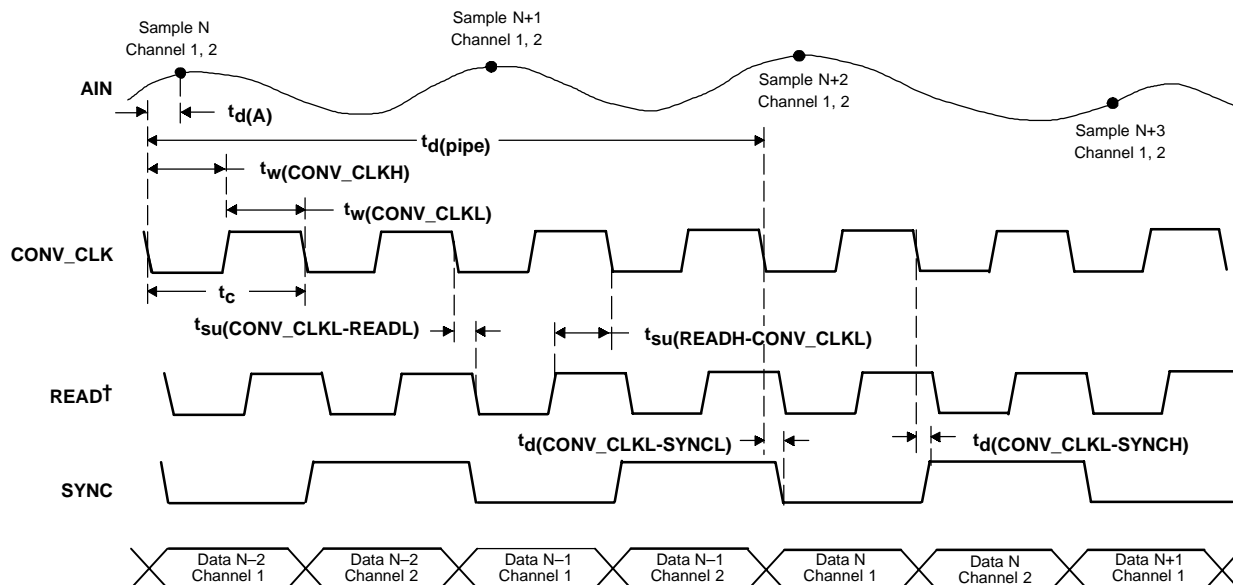 Sample N
Channel 1, 2
Sample N+1
Channel 1, 2
Sample N+2
Channel 1, 2
Sample N+3
Channel 1, 2
AIN
td(A)
td(pipe)
tw(CONV_CLKH)
tw(CONV_CLKL)
CONV_CLK
tc
tsu(CONV_CLKL-READL)
tsu(READH-CONV_CLKL)
READ†
td(CONV_CLKL-SYNCL)
td(CONV_CLKL-SYNCH)
SYNC
Data N–2
Channel 1
Data N–2
Channel 2
Data N–1
Channel 1
Data N–1
Channel 2
Data N
Channel 1
Data N
Channel 2
Data N+1
Channel 1